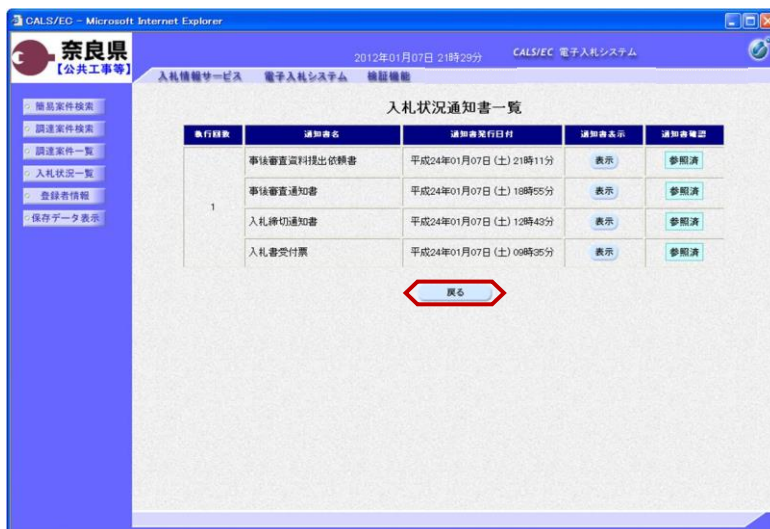 CALS/EC - Microsoft Internet Explorer
奈良県
【公共工事等】
2012年01月07日 21時29分
CALS/EC 電子入札システム
入札情報サービス 電子入札システム 検証機能
簡易案件検索
調達案件検索
調達案件一覧
入札状況一覧
登録者情報
保存データ表示
入札状況通知書一覧
執行回数 通知書名 通知書発行日付 通知書表示 通知書確認
1
事後審査資料提出依頼書 平成24年01月07日 (土) 21時11分 表示 参照済
事後審査通知書 平成24年01月07日 (土) 18時55分 表示 参照済
入札締切通知書 平成24年01月07日 (土) 12時43分 表示 参照済
入札書受付票 平成24年01月07日 (土) 09時35分 表示 参照済
戻る